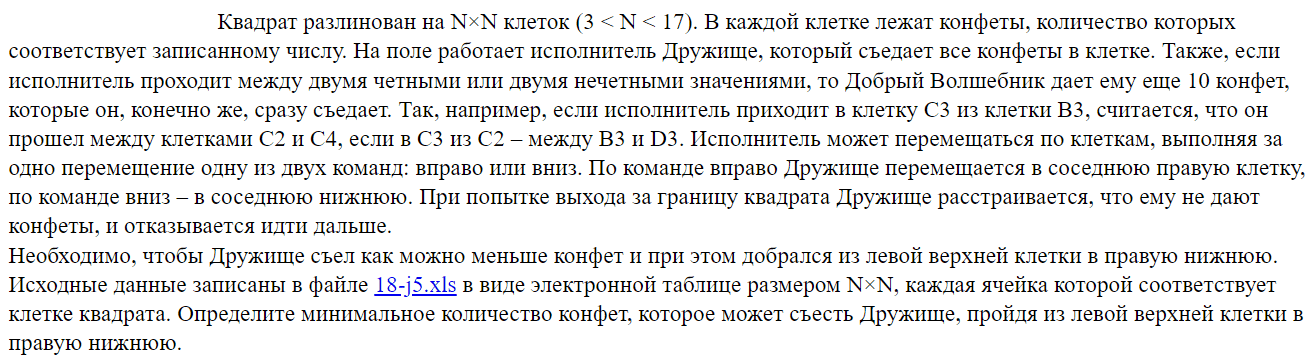 Квадрат разлинован на N×N клеток (3 < N < 17). В каждой клетке лежат конфеты, количество которых
соответствует записанному числу. На поле работает исполнитель Дружище, который съедает все конфеты в клетке. Также, если
исполнитель проходит между двумя четными или двумя нечетными значениями, то Добрый Волшебник дает ему еще 10 конфет,
которые он, конечно же, сразу съедает. Так, например, если исполнитель приходит в клетку C3 из клетки B3, считается, что он
прошел между клетками C2 и C4, если в C3 из C2 – между B3 и D3. Исполнитель может перемещаться по клеткам, выполняя за
одно перемещение одну из двух команд: вправо или вниз. По команде вправо Дружище перемещается в соседнюю правую клетку,
по команде вниз – в соседнюю нижнюю. При попытке выхода за границу квадрата Дружище расстраивается, что ему не дают
конфеты, и отказывается идти дальше.
Необходимо, чтобы Дружище съел как можно меньше конфет и при этом добрался из левой верхней клетки в правую нижнюю.
Исходные данные записаны в файле 18-j5.xls в виде электронной таблице размером N×N, каждая ячейка которой соответствует
клетке квадрата. Определите минимальное количество конфет, которое может съесть Дружище, пройдя из левой верхней клетки в
правую нижнюю.